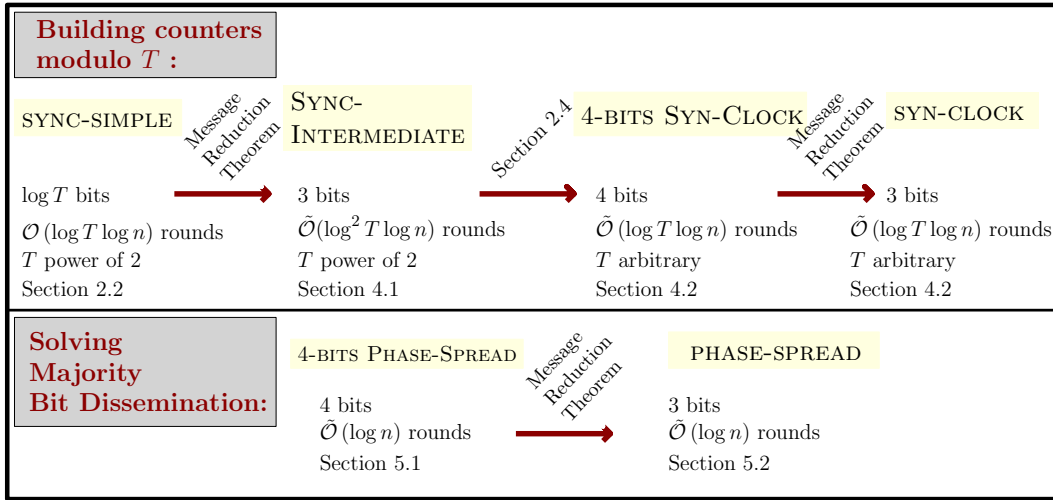 Building counters
modulo T :
SYNC-SIMPLE
Message
Reduction
Theorem
SYNC-
INTERMEDIATE
Section 2.4
4-BITS SYN-CLOCK
Message
Reduction
Theorem
SYN-CLOCK
log T bits
3 bits
4 bits
3 bits
𝒪 (log T log n) rounds
Õ(log² T log n) rounds
Õ (log T log n) rounds
Õ (log T log n) rounds
T power of 2
T power of 2
T arbitrary
T arbitrary
Section 2.2
Section 4.1
Section 4.2
Section 4.2
Solving
Majority
Bit Dissemination:
4-BITS PHASE-SPREAD
Message
Reduction
Theorem
PHASE-SPREAD
4 bits
3 bits
Õ (log n) rounds
Õ (log n) rounds
Section 5.1
Section 5.2